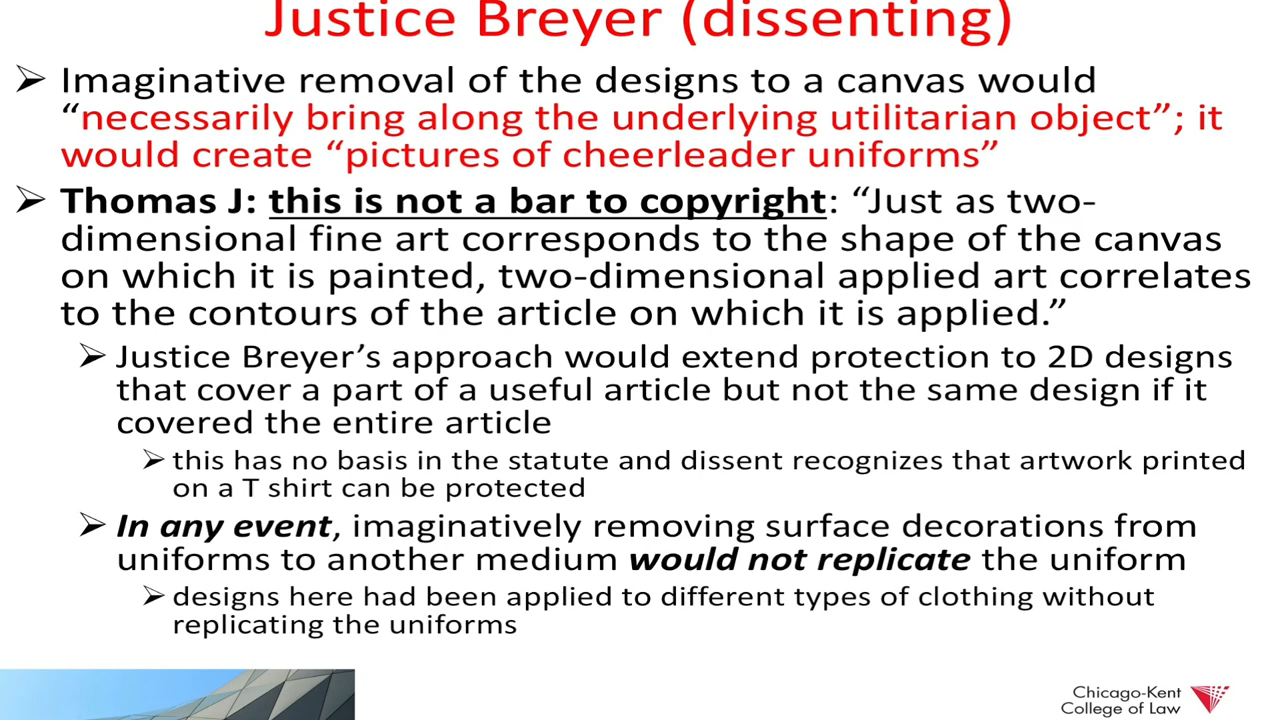 Justice Breyer (dissenting)
➢ Imaginative removal of the designs to a canvas would
“necessarily bring along the underlying utilitarian object”; it
would create “pictures of cheerleader uniforms”
➢ Thomas J: this is not a bar to copyright: “Just as two-
dimensional fine art corresponds to the shape of the canvas
on which it is painted, two-dimensional applied art correlates
to the contours of the article on which it is applied.”
➢ Justice Breyer’s approach would extend protection to 2D designs
that cover a part of a useful article but not the same design if it
covered the entire article
➢ this has no basis in the statute and dissent recognizes that artwork printed
on a T shirt can be protected
➢ In any event, imaginatively removing surface decorations from
uniforms to another medium would not replicate the uniform
➢ designs here had been applied to different types of clothing without
replicating the uniforms
Chicago-Kent
College of Law